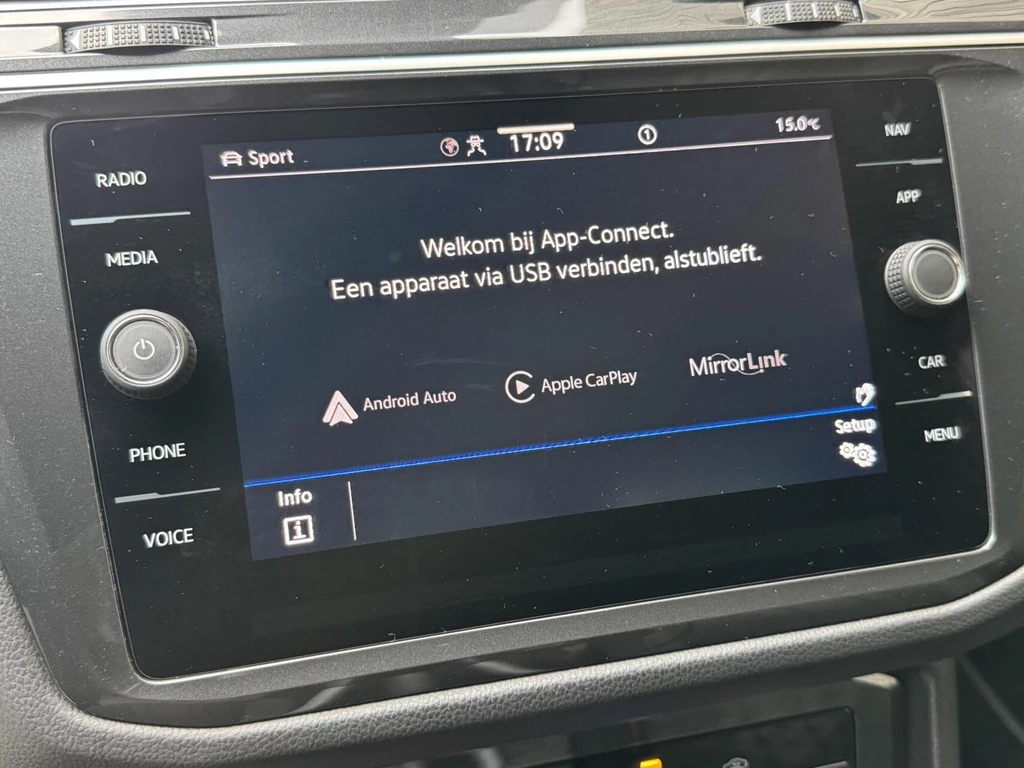 Sport
17:09
1
15.0°C
RADIO
MEDIA
PHONE
VOICE
Welkom bij App-Connect.
Een apparaat via USB verbinden, alstublieft.
Android Auto
Apple CarPlay
MirrorLink
Setup
Info
i
NAV
APP
CAR
MENU